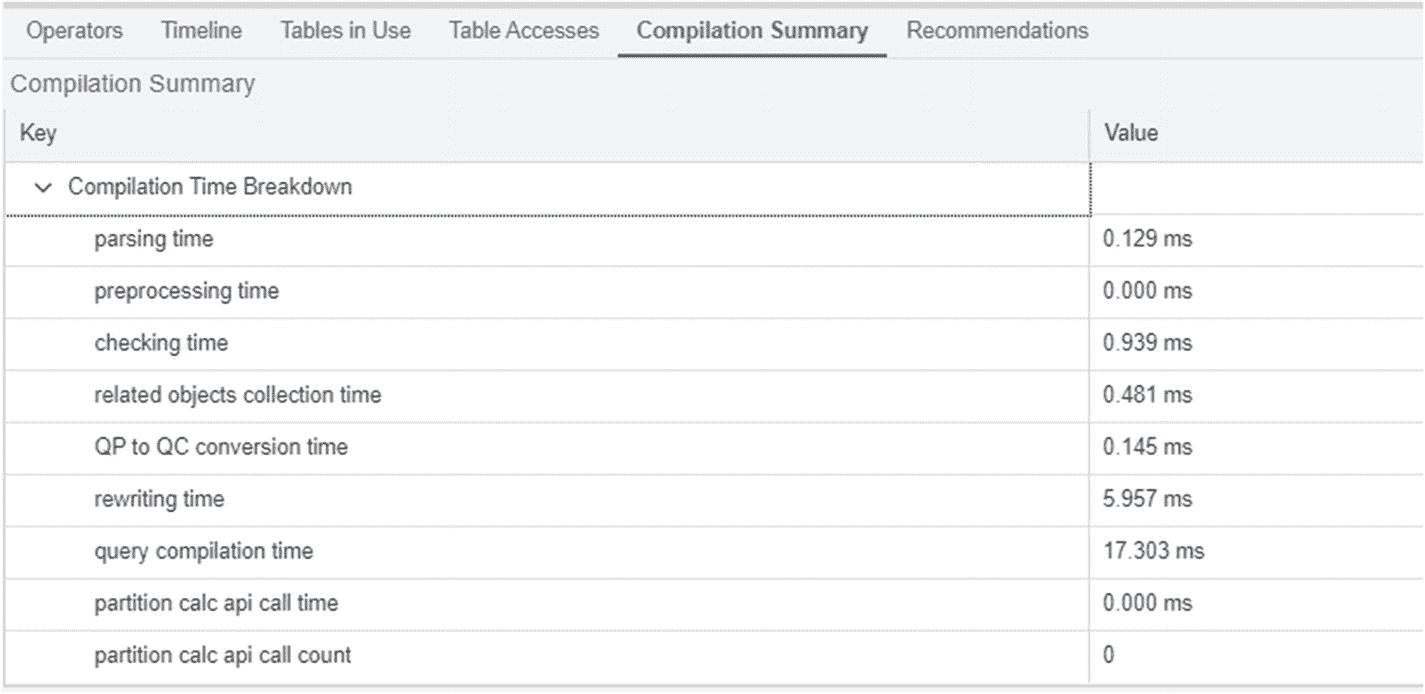 Operators Timeline Tables in Use Table Accesses Compilation Summary Recommendations
Compilation Summary
Key Value
Compilation Time Breakdown
parsing time 0.129 ms
preprocessing time 0.000 ms
checking time 0.939 ms
related objects collection time 0.481 ms
QP to QC conversion time 0.145 ms
rewriting time 5.957 ms
query compilation time 17.303 ms
partition calc api call time 0.000 ms
partition calc api call count 0